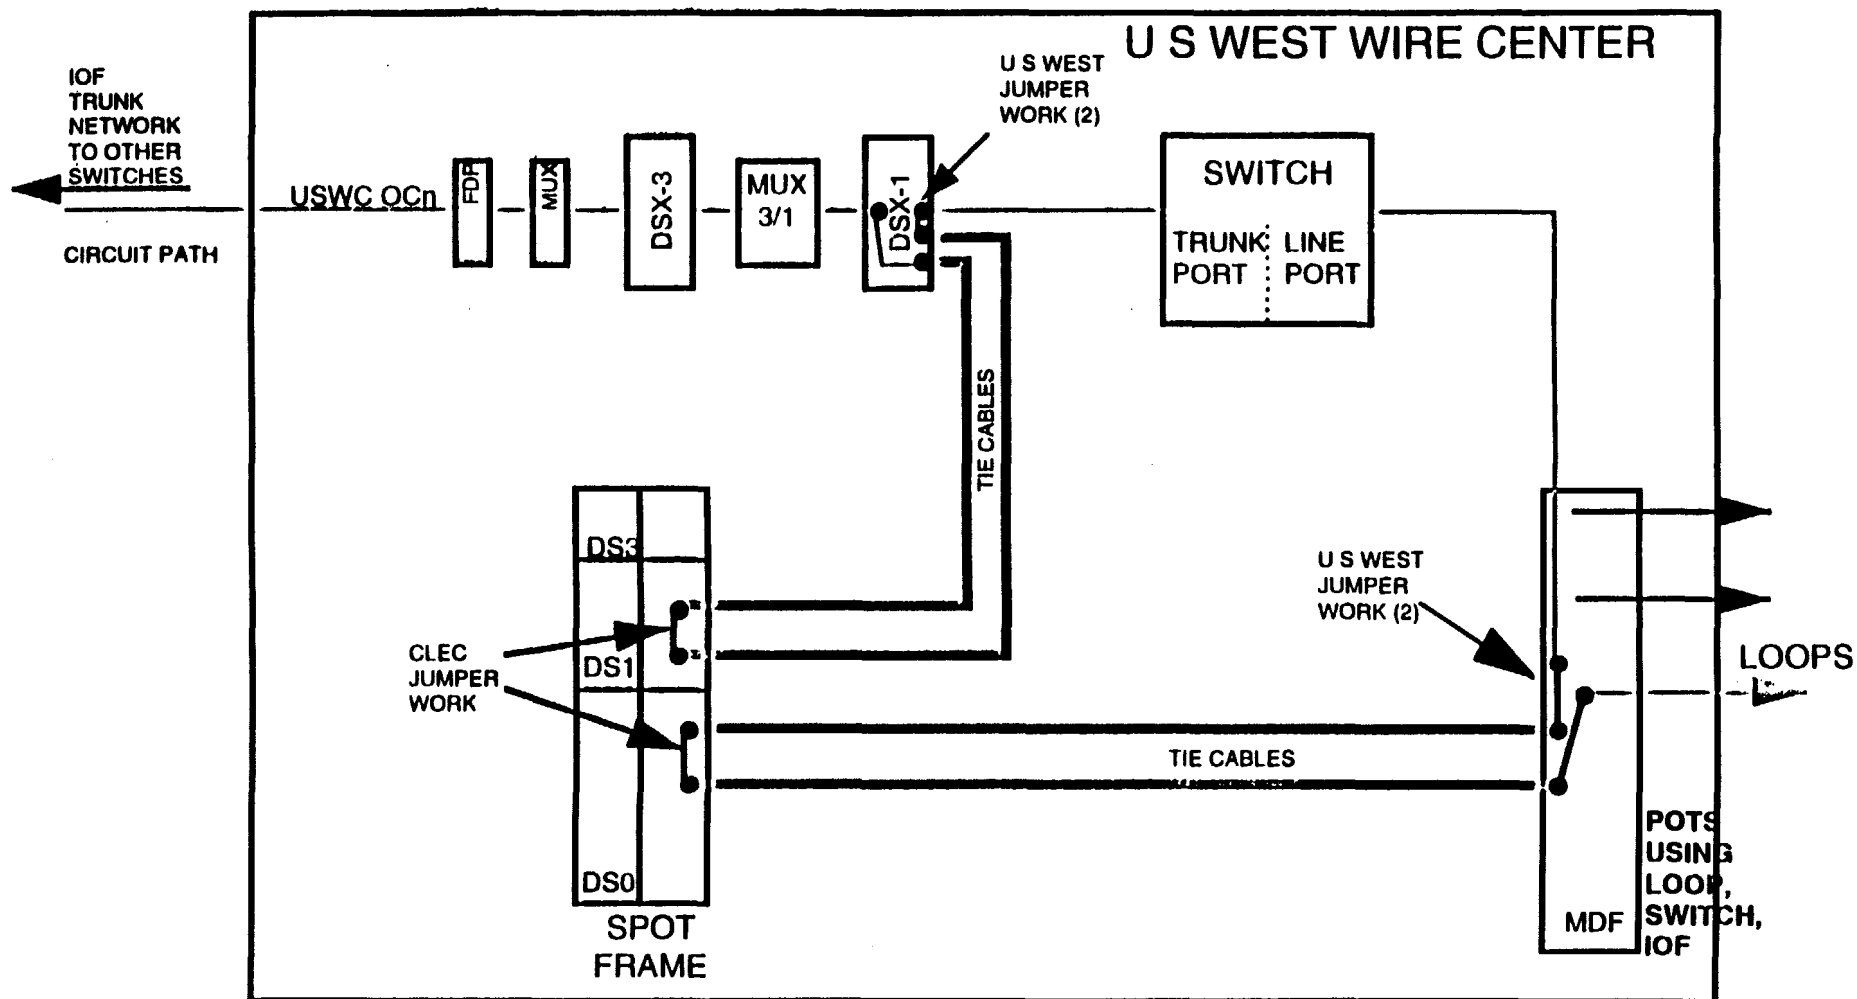 U S WEST WIRE CENTER
IOF
TRUNK
NETWORK
TO OTHER
SWITCHES
U S WEST
JUMPER
WORK (2)
USWC OCn
FDP
MUX
DSX-3
MUX
3/1
DSX-1
SWITCH
TRUNK
PORT
LINE
PORT
CIRCUIT PATH
TIE CABLES
DS3
DS1
DS0
CLEC
JUMPER
WORK
U S WEST
JUMPER
WORK (2)
LOOPS
TIE CABLES
POTS
USING
LOOP,
SWITCH,
IOF
MDF
SPOT
FRAME